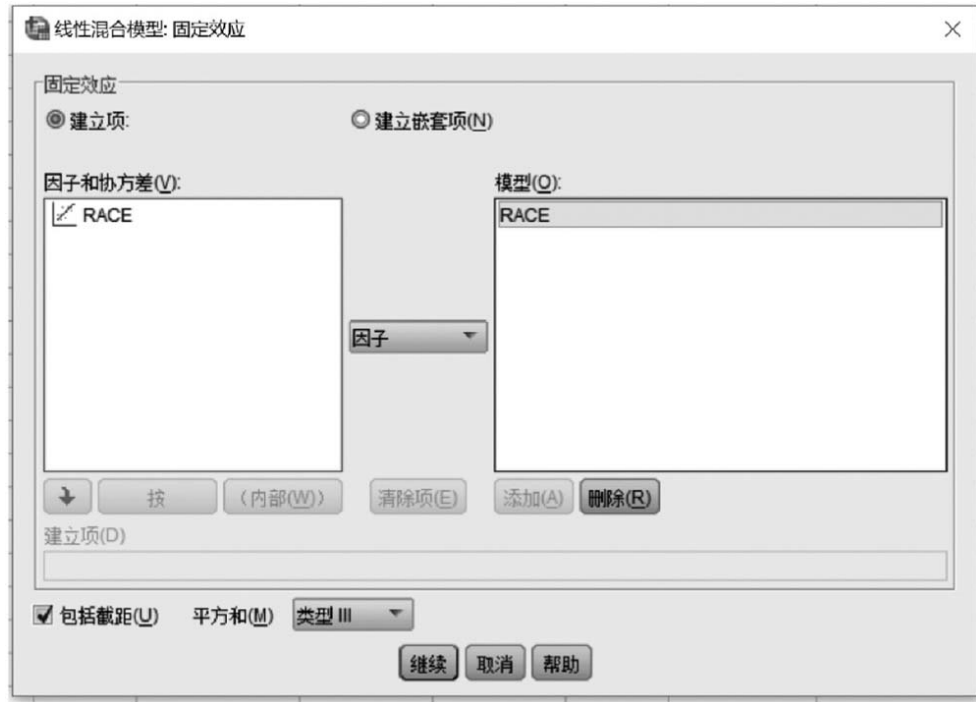 线性混合模型: 固定效应
固定效应
建立项: 建立嵌套项(N)
因子和协方差(V): 模型(O):
RACE RACE
因子
按 (内部(W)) 清除项(E) 添加(A) 删除(R)
建立项(D)
包括截距(U) 平方和(M) 类型 III
继续 取消 帮助